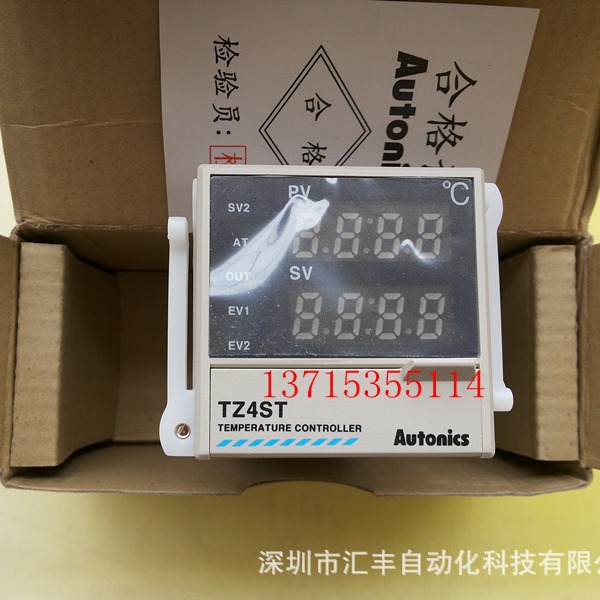 合格
Autonics
合格
检验员:
PV
℃
SV2
AT
SV
OUT
EV1
EV2
13715355114
TZ4ST
TEMPERATURE CONTROLLER
Autonics
深圳市汇丰自动化科技有限公司